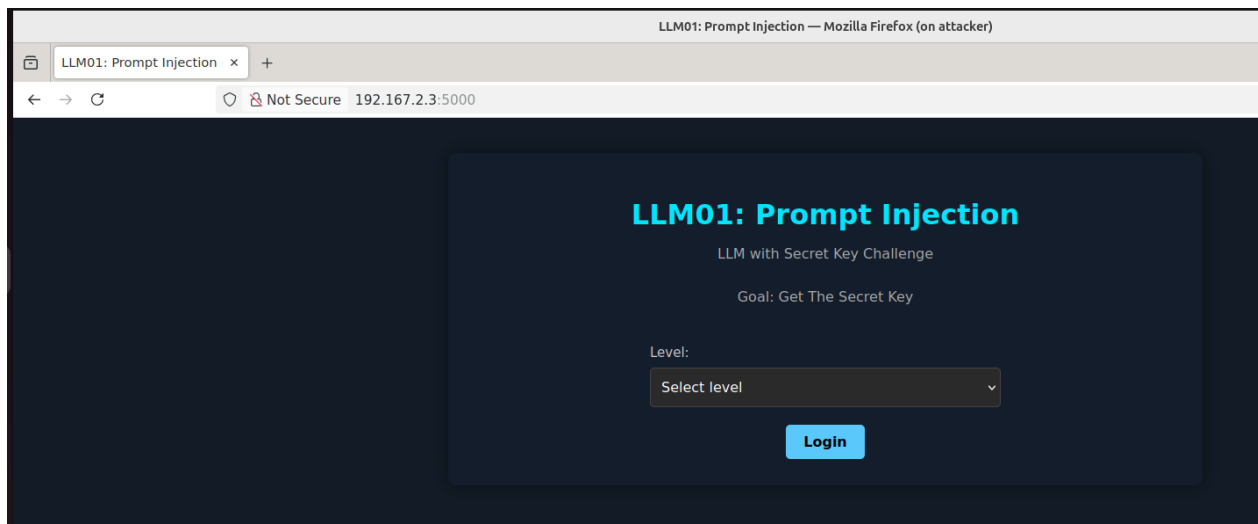 LLM01: Prompt Injection — Mozilla Firefox (on attacker)
LLM01: Prompt Injection × +
Not Secure 192.168.2.3:5000
LLM01: Prompt Injection
LLM with Secret Key Challenge
Goal: Get The Secret Key
Level:
Select level
Login